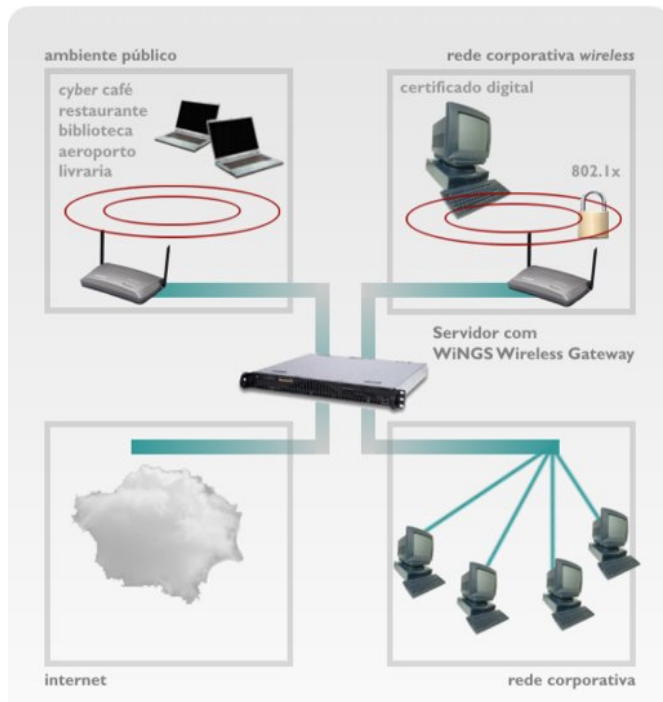 ambiente público
rede corporativa wireless
cyber café
restaurante
biblioteca
aeroporto
livraria
certificado digital
802.1x
Servidor com
WiNGS Wireless Gateway
internet
rede corporativa